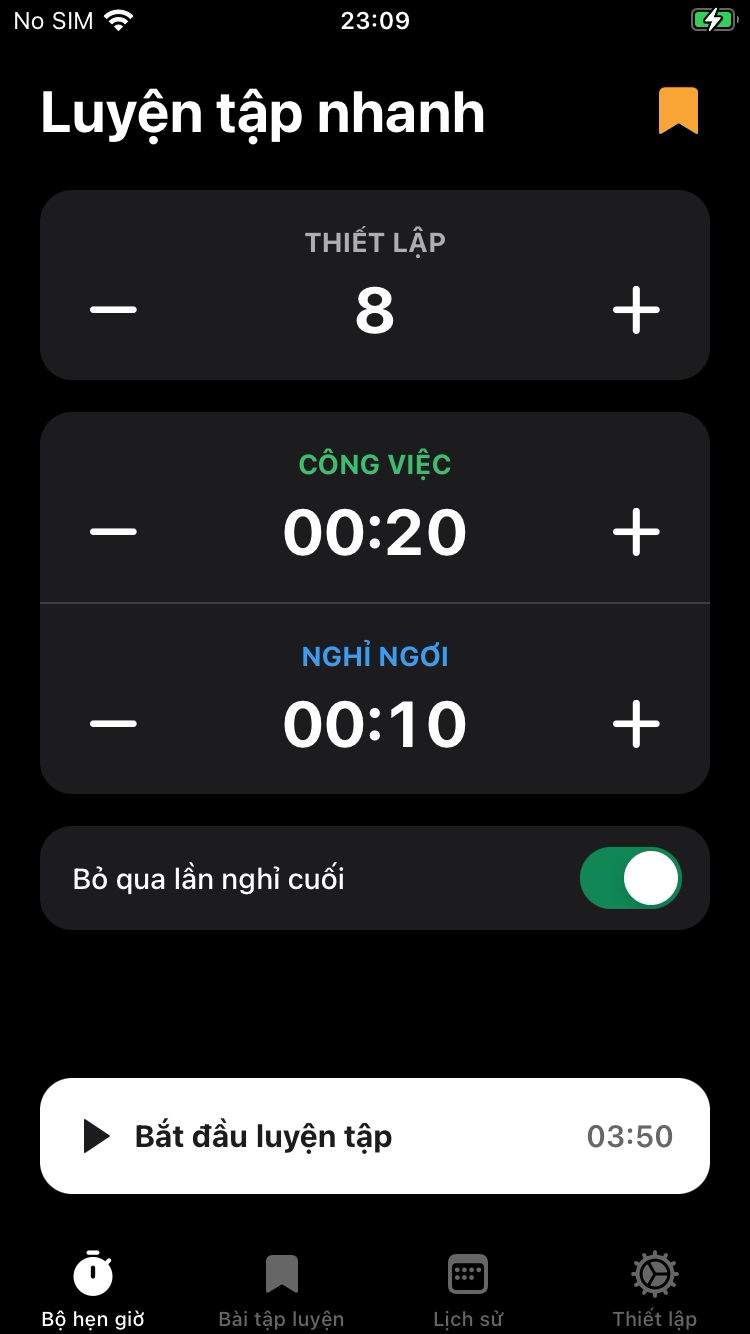 No SIM 23:09
Luyện tập nhanh
THIẾT LẬP
8
CÔNG VIỆC
00:20
NGHỈ NGƠI
00:10
Bỏ qua lần nghỉ cuối
Bắt đầu luyện tập 03:50
Bộ hẹn giờ Bài tập luyện Lịch sử Thiết lập